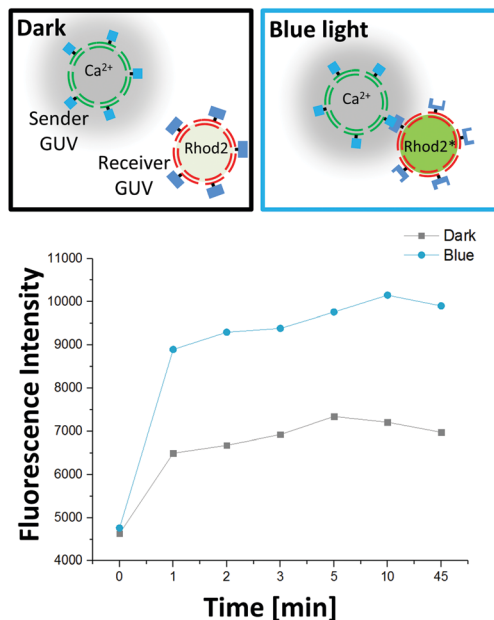 Dark
Ca2+
Sender
GUV
Rhod2
Receiver
GUV
Blue light
Ca2+
Rhod2*
Dark
Blue
11000
10000
9000
8000
7000
6000
5000
4000
Fluorescence Intensity
0 1 2 3 5 10 45
Time [min]